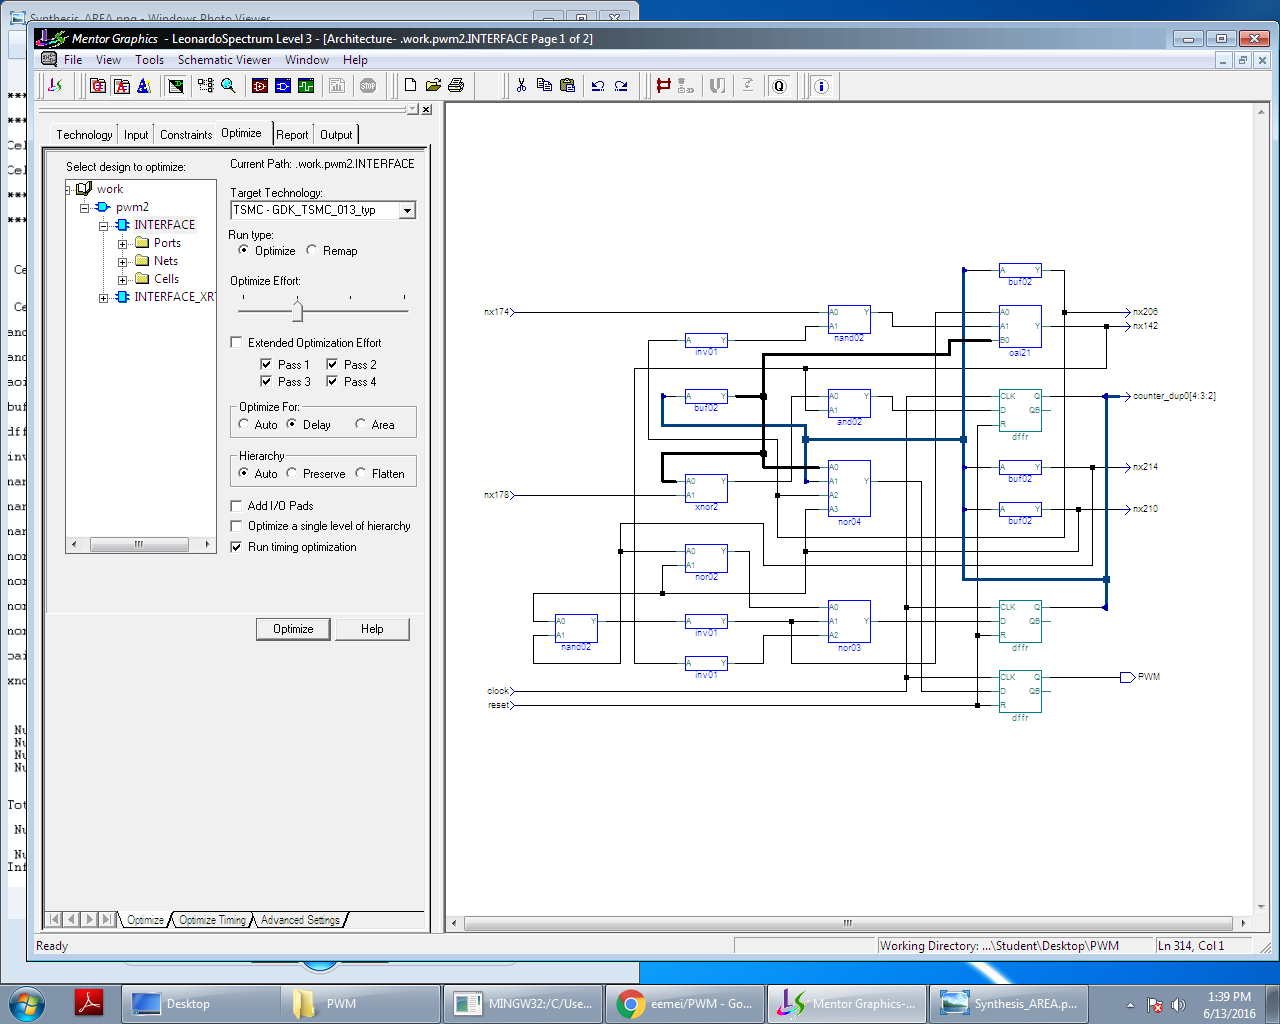 Synthesis_AREA.png - Windows Photo Viewer
Mentor Graphics - LeonardoSpectrum Level 3 - [Architecture- .work.pwm2.INTERFACE Page 1 of 2]
File View Tools Schematic Viewer Window Help
Technology Input Constraints Optimize Report Output
Select design to optimize:
work
pwm2
INTERFACE
Ports
Nets
Cells
INTERFACE_XR
Current Path: .work.pwm2.INTERFACE
Target Technology:
TSMC - GDK_TSMC_013_typ
Run type:
Optimize Remap
Optimize Effort:
Extended Optimization Effort
Pass 1 Pass 2
Pass 3 Pass 4
Optimize For:
Auto Delay Area
Hierarchy
Auto Preserve Flatten
Add I/O Pads
Optimize a single level of hierarchy
Run timing optimization
Optimize Help
Optimize Optimize Timing Advanced Settings
nx174
nx178
clock
reset
A Y
inv01
A Y
buf02
A0 Y
A1
xnor2
A0 Y
A1
nor02
A0 Y
A1
nand02
A Y
inv01
A Y
inv01
A0 Y
A1
nand02
A0 Y
A1
and02
A0 Y
A1
A2
A3
nor04
A0 Y
A1
A2
nor03
A Y
buf02
A0
A1 Y
B0
oai21
CLK Q
D QB
R
dffr
A Y
buf02
A Y
buf02
CLK Q
D QB
R
dffr
CLK Q
D QB
R
dffr
nx206
nx142
counter_dup0[4:3:2]
nx214
nx210
PWM
Ready
Working Directory: ...\Student\Desktop\PWM
Ln 314, Col 1
Desktop
PWM
MINGW32:/C/Use...
eemei/PWM - Go...
Mentor Graphics-...
Synthesis_AREA.p...
1:39 PM
6/13/2016